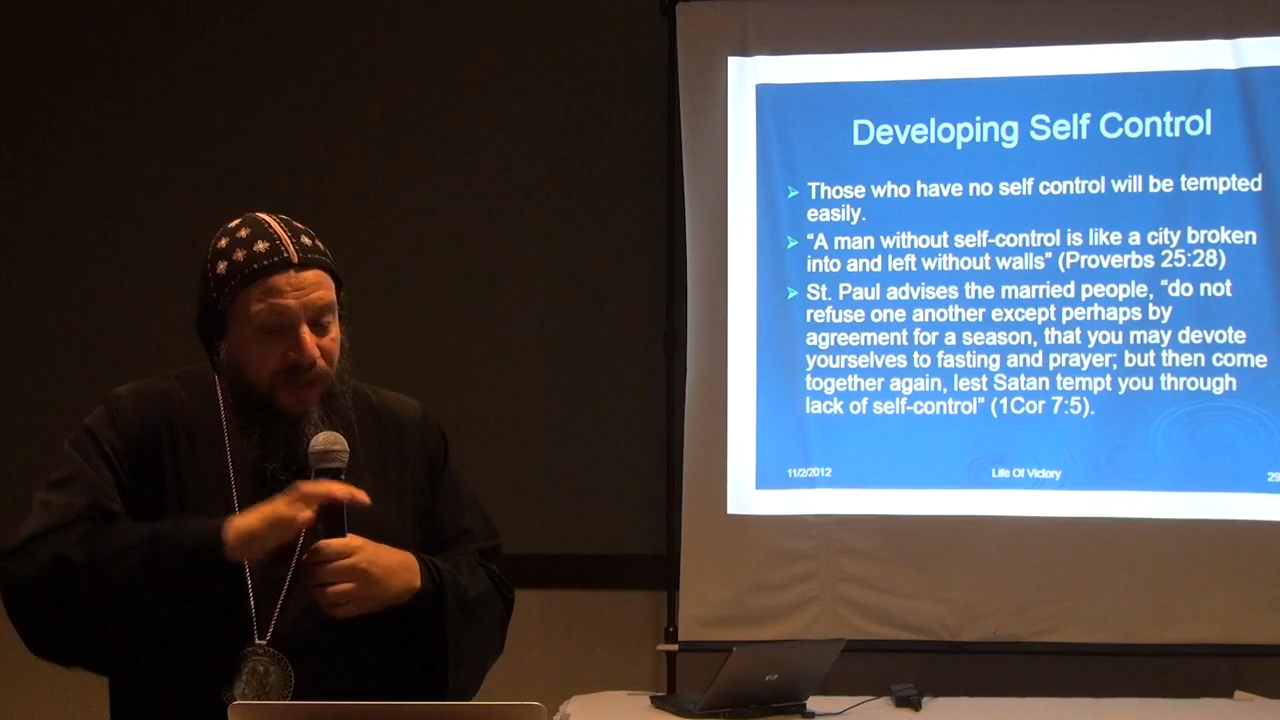 Developing Self Control
Those who have no self control will be tempted
easily.
“A man without self-control is like a city broken
into and left without walls” (Proverbs 25:28)
St. Paul advises the married people, “do not
refuse one another except perhaps by
agreement for a season, that you may devote
yourselves to fasting and prayer; but then come
together again, lest Satan tempt you through
lack of self-control” (1Cor 7:5).
11/2/2012
Life Of Victory
29
hp